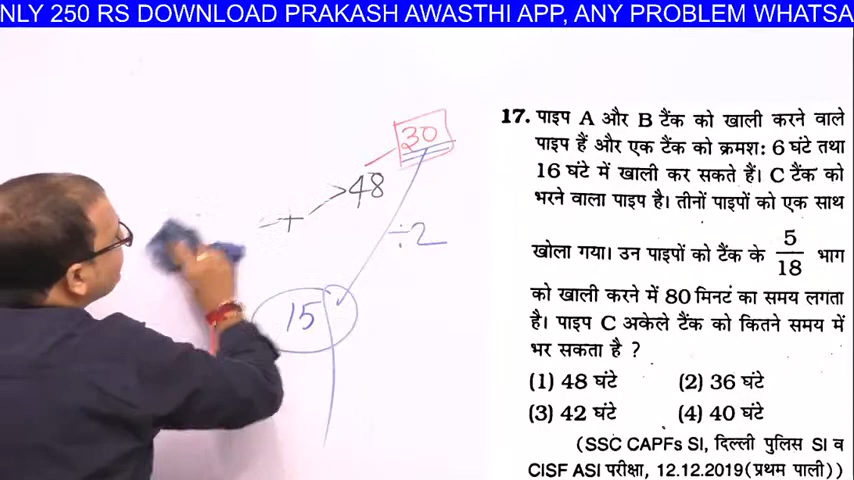 NLY 250 RS DOWNLOAD PRAKASH AWASTHI APP, ANY PROBLEM WHATSA
30
+ 48
÷2
15
17. पाइप A और B टैंक को खाली करने वाले
पाइप हैं और एक टैंक को क्रमश: 6 घंटे तथा
16 घंटे में खाली कर सकते हैं। C टैंक को
भरने वाला पाइप है। तीनों पाइपों को एक साथ
खोला गया। उन पाइपों को टैंक के 5/18 भाग
को खाली करने में 80 मिनट का समय लगता
है। पाइप C अकेले टैंक को कितने समय में
भर सकता है ?
(1) 48 घंटे (2) 36 घंटे
(3) 42 घंटे (4) 40 घंटे
(SSC CAPFs SI, दिल्ली पुलिस SI व
CISF ASI परीक्षा, 12.12.2019(प्रथम पाली))